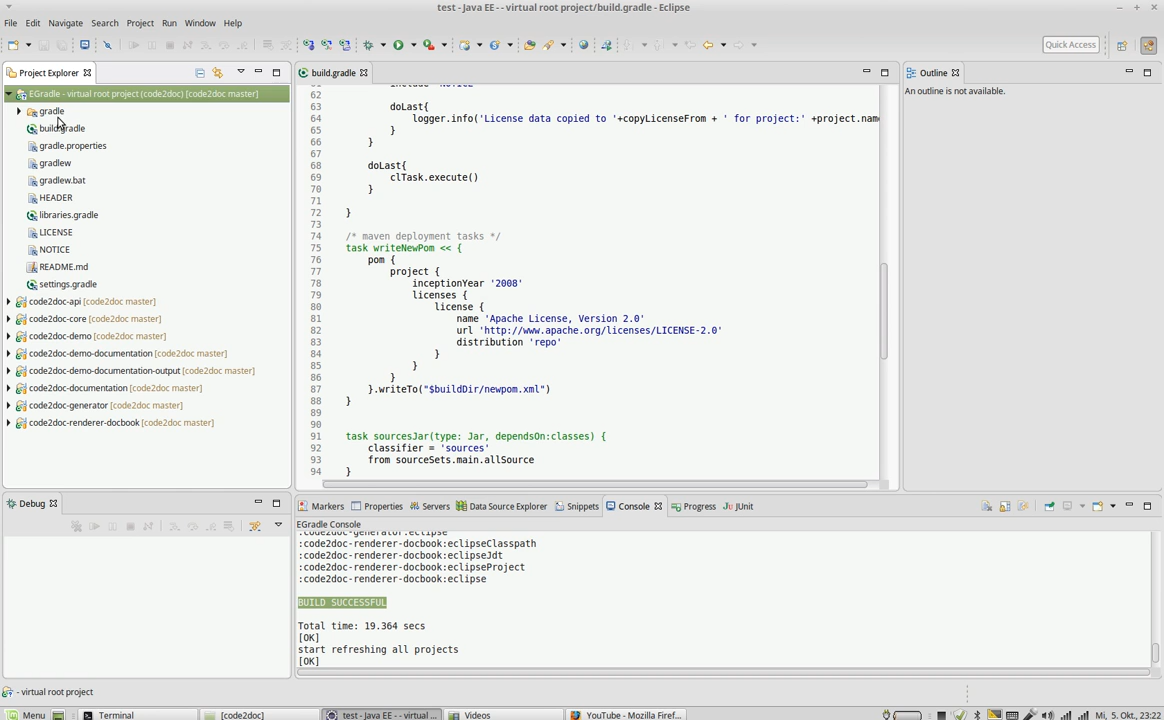 test - Java EE - - virtual root project/build.gradle - Eclipse
File Edit Navigate Search Project Run Window Help
Quick Access
Project Explorer
EGradle - virtual root project (code2doc) [code2doc master]
gradle
build.gradle
gradle.properties
gradlew
gradlew.bat
HEADER
libraries.gradle
LICENSE
NOTICE
README.md
settings.gradle
code2doc-api [code2doc master]
code2doc-core [code2doc master]
code2doc-demo [code2doc master]
code2doc-demo-documentation [code2doc master]
code2doc-demo-documentation-output [code2doc master]
code2doc-documentation [code2doc master]
code2doc-generator [code2doc master]
code2doc-renderer-docbook [code2doc master]
build.gradle
62
63 doLast{
64 logger.info('License data copied to '+copyLicenseFrom + ' for project:' +project.name
65 }
66 }
67
68 doLast{
69 clTask.execute()
70 }
71
72 }
73
74 /* maven deployment tasks */
75 task writeNewPom << {
76 pom {
77 project {
78 inceptionYear '2008'
79 licenses {
80 license {
81 name 'Apache License, Version 2.0'
82 url 'http://www.apache.org/licenses/LICENSE-2.0'
83 distribution 'repo'
84 }
85 }
86 }
87 }.writeTo("$buildDir/newpom.xml")
88 }
89
90
91 task sourcesJar(type: Jar, dependsOn:classes) {
92 classifier = 'sources'
93 from sourceSets.main.allSource
94 }
Outline
An outline is not available.
Debug
Markers Properties Servers Data Source Explorer Snippets Console Progress JUnit
EGradle Console
:code2doc-generator:eclipse
:code2doc-renderer-docbook:eclipseClasspath
:code2doc-renderer-docbook:eclipseJdt
:code2doc-renderer-docbook:eclipseProject
:code2doc-renderer-docbook:eclipse
BUILD SUCCESSFUL
Total time: 19.364 secs
[OK]
start refreshing all projects
[OK]
- virtual root project
Menu Terminal [code2doc] test - Java EE - - virtual ... Videos YouTube - Mozilla Firef... Mi, 5. Okt, 23:22